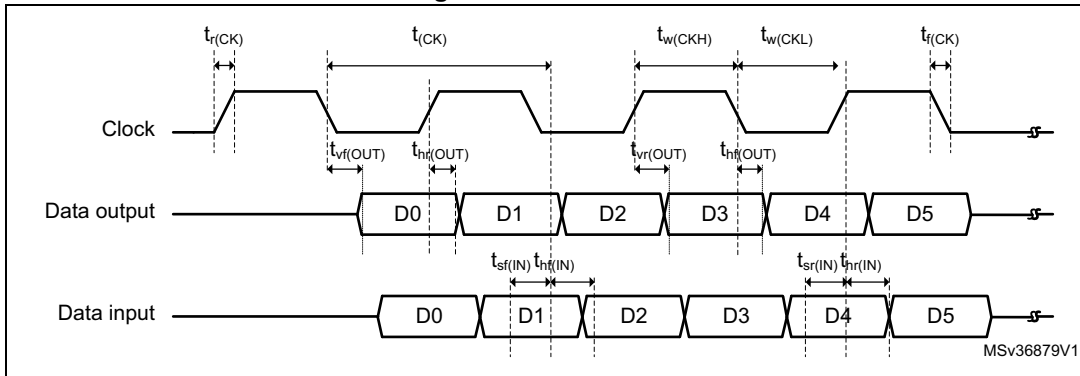 tr(CK) t(CK) tw(CKH) tw(CKL) tf(CK)
Clock
tvf(OUT) thr(OUT) tvr(OUT) thf(OUT)
Data output D0 D1 D2 D3 D4 D5
tsf(IN) thf(IN) tsr(IN) thr(IN)
Data input D0 D1 D2 D3 D4 D5
MSv36879V1